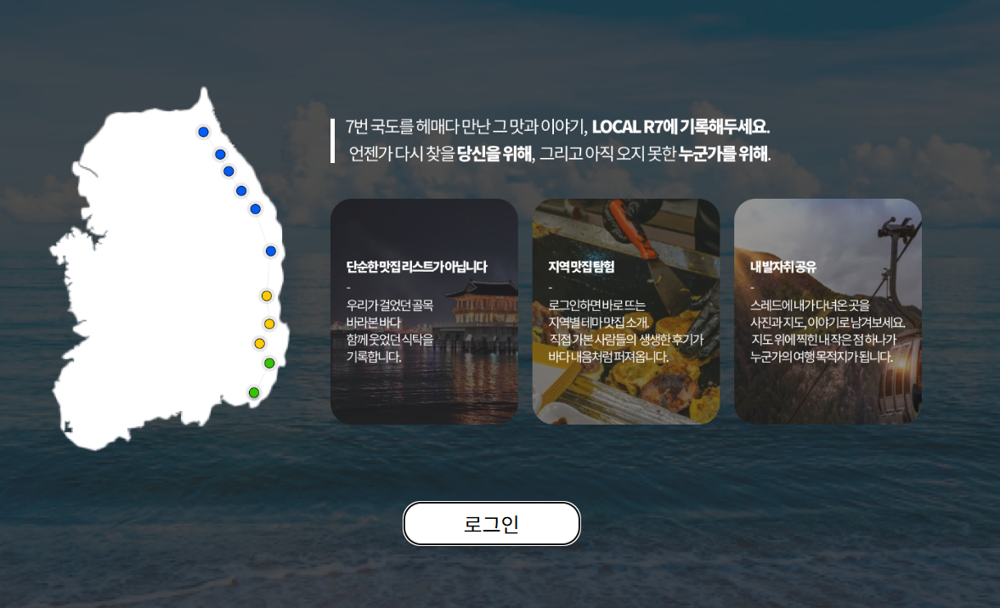 7번 국도를 헤매다 만난 그 맛과 이야기, LOCAL R7에 기록해두세요.
언젠가 다시 찾을 당신을 위해, 그리고 아직 오지 못한 누군가를 위해.
단순한 맛집 리스트가 아닙니다
-
우리가 걸었던 골목
바라본 바다
함께 웃었던 식탁을
기록합니다.
지역 맛집 탐험
-
로그인하면 바로 뜨는
지역별 테마 맛집 소개.
직접 가본 사람들의 생생한 후기가
바다 내음처럼 퍼져옵니다.
내 발자취 공유
-
스레드에 내가 다녀온 곳을
사진과 지도, 이야기로 남겨보세요.
지도 위에 찍힌 내 작은 점 하나가
누군가의 여행 목적지가 됩니다.
로그인